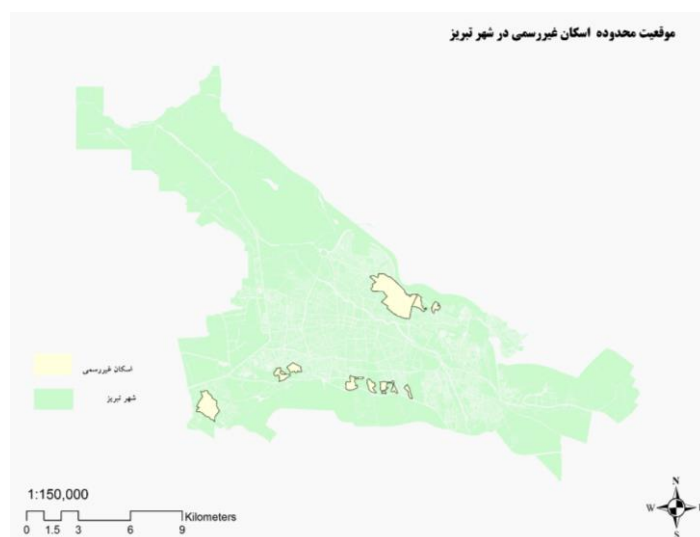 موقعیت محدوده اسکان غیررسمی در شهر تبریز
اسکان غیررسمی
شهر تبریز
1:150,000
Kilometers
0 1.5 3 6 9
N
W
S